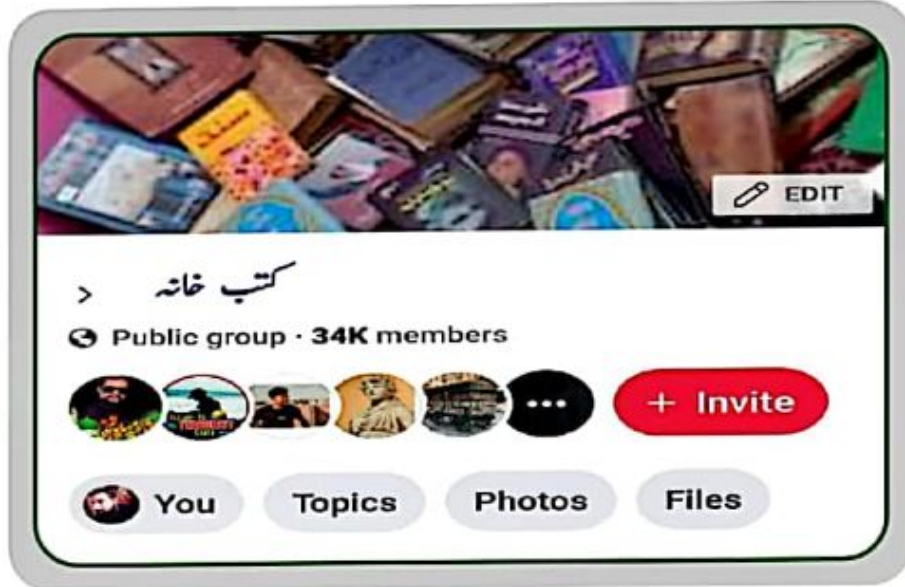 EDIT
کتب خانہ
Public group · 34K members
+ Invite
You Topics Photos Files